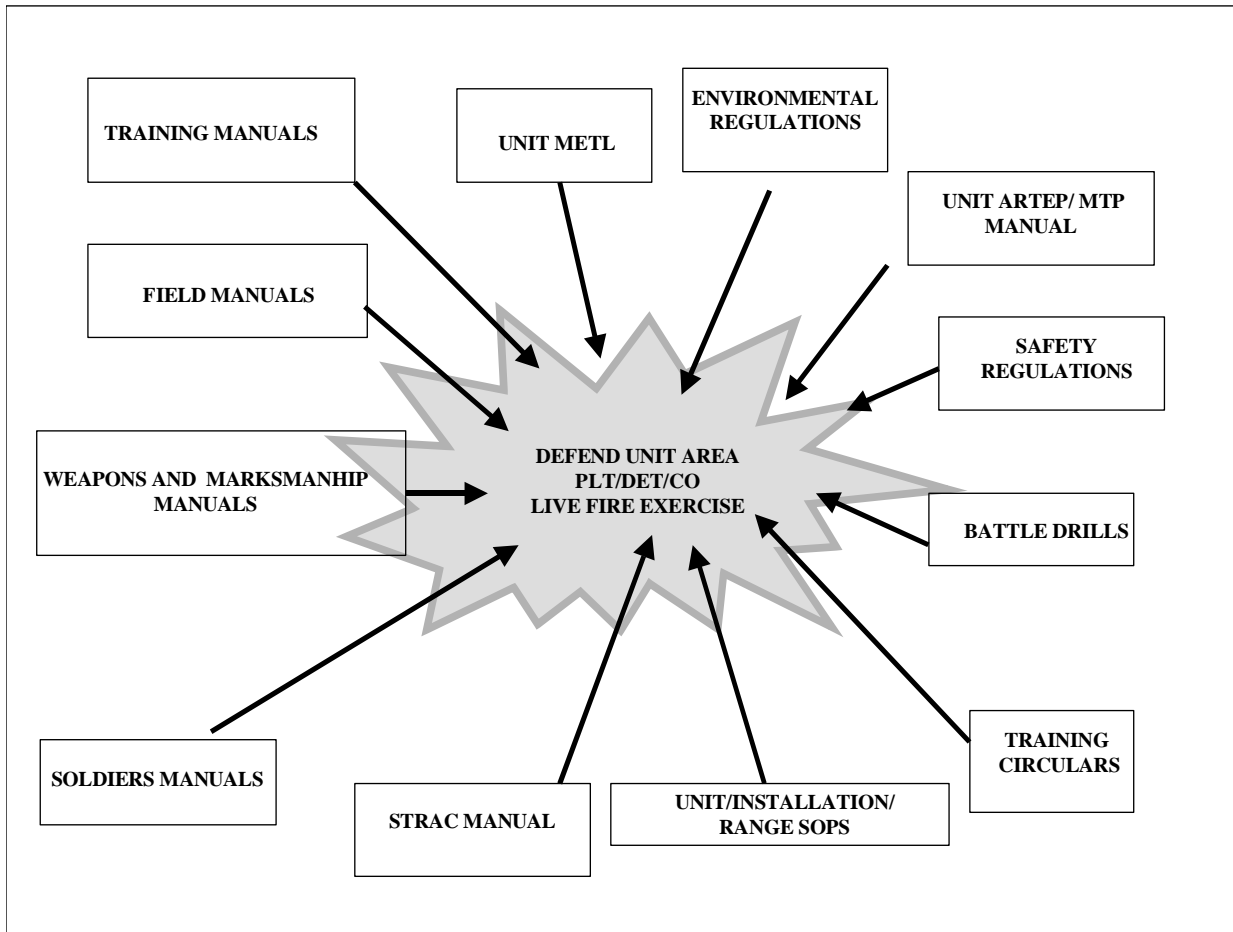 TRAINING MANUALS
UNIT METL
ENVIRONMENTAL
REGULATIONS
UNIT ARTEP/ MTP
MANUAL
FIELD MANUALS
SAFETY
REGULATIONS
WEAPONS AND MARKSMANHIP
MANUALS
DEFEND UNIT AREA
PLT/DET/CO
LIVE FIRE EXERCISE
BATTLE DRILLS
SOLDIERS MANUALS
STRAC MANUAL
UNIT/INSTALLATION/
RANGE SOPS
TRAINING
CIRCULARS